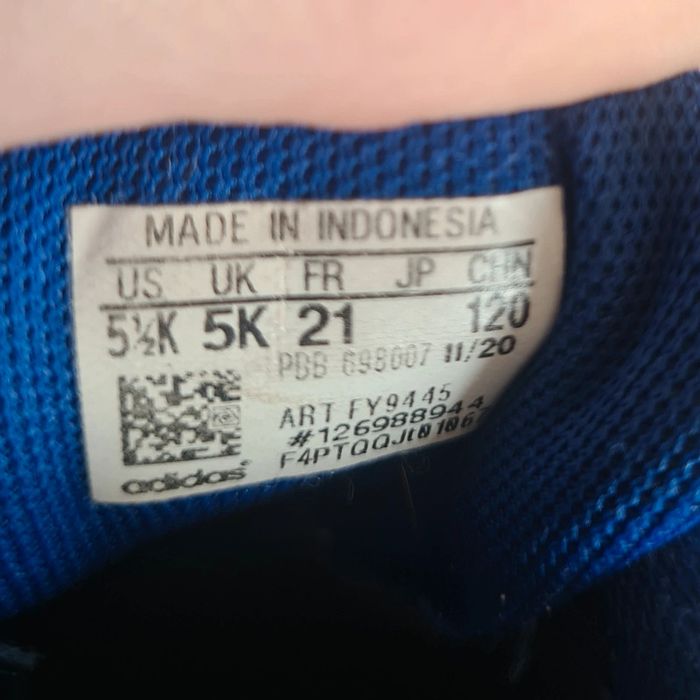 MADE IN INDONESIA
US UK FR JP CHN
5½K 5K 21 120
PBB 698007 11/20
ART FY9445
#126988944
adidas